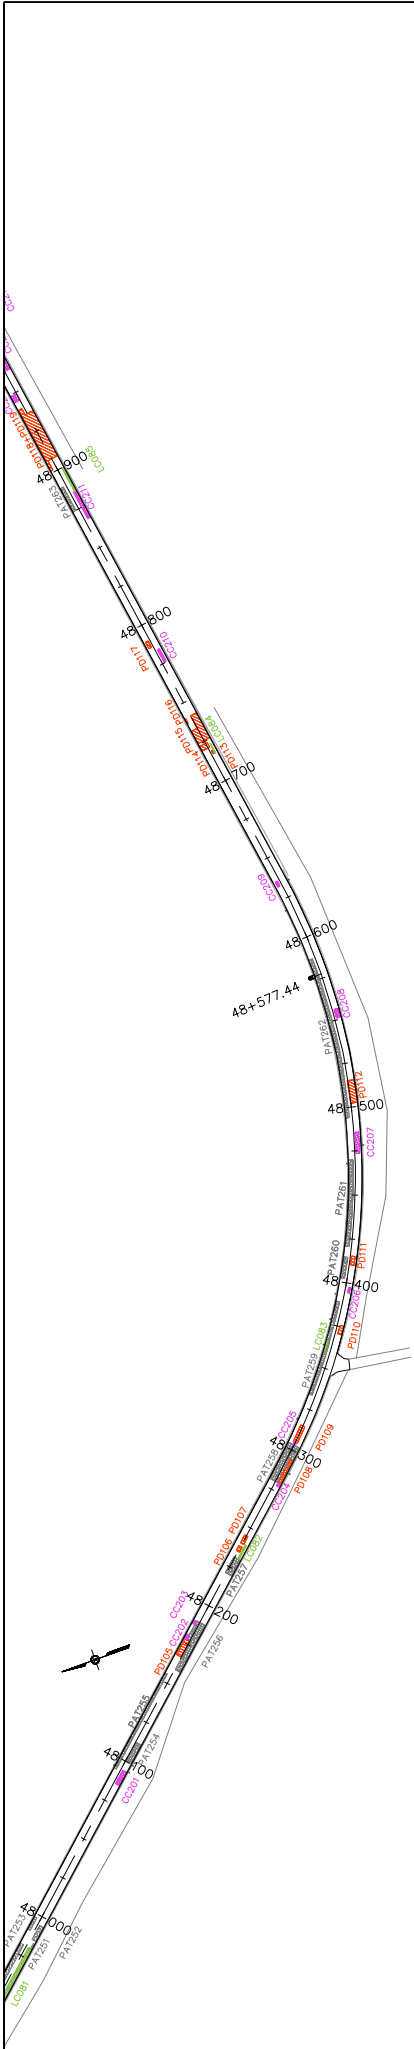 PD118+PD119
48+900
LC085
PAT263
CC211
48+800
CC210
PD117
PD114+PD115
PD116
LC084
PD113
48+700
CC209
48+600
48+577.44
CC208
PAT262
PD112
48+500
CC207
PAT261
PAT260
PD111
48+400
CC206
PD110
LC083
PAT259
CC205
PD109
48+300
PAT258
PD108
CC204
PD107
PD106
LC082
PAT257
48+200
CC203
CC202
PD105
PAT256
PAT255
PAT254
48+100
CC201
48+000
PAT253
PAT252
PAT251
LC081